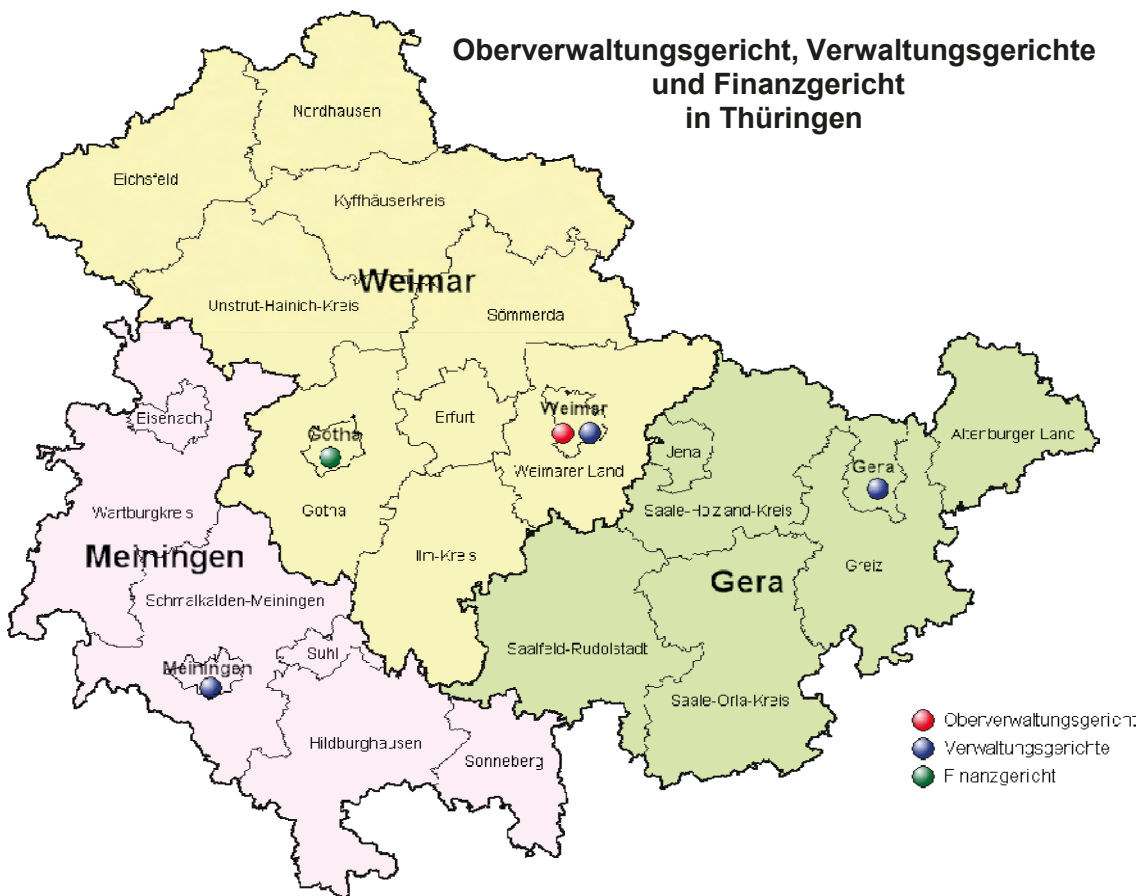 Oberverwaltungsgericht, Verwaltungsgerichte
und Finanzgericht
in Thüringen
Nordhausen
Eichsfeld
Kyffhäuserkreis
Weimar
Unstrut-Hainich-Kreis
Sömmerda
Eisenach
Gotha
Erfurt
Weimar
Weimarer Land
Jena
Gera
Altenburger Land
Wartburgkreis
Gotha
Saale-Holzland-Kreis
Meiningen
Ilm-Kreis
Gera
Greiz
Schmalkalden-Meiningen
Suhl
Meiningen
Saalfeld-Rudolstadt
Saale-Orla-Kreis
Hildburghausen
Sonneberg
Oberverwaltungsgericht
Verwaltungsgerichte
Finanzgericht